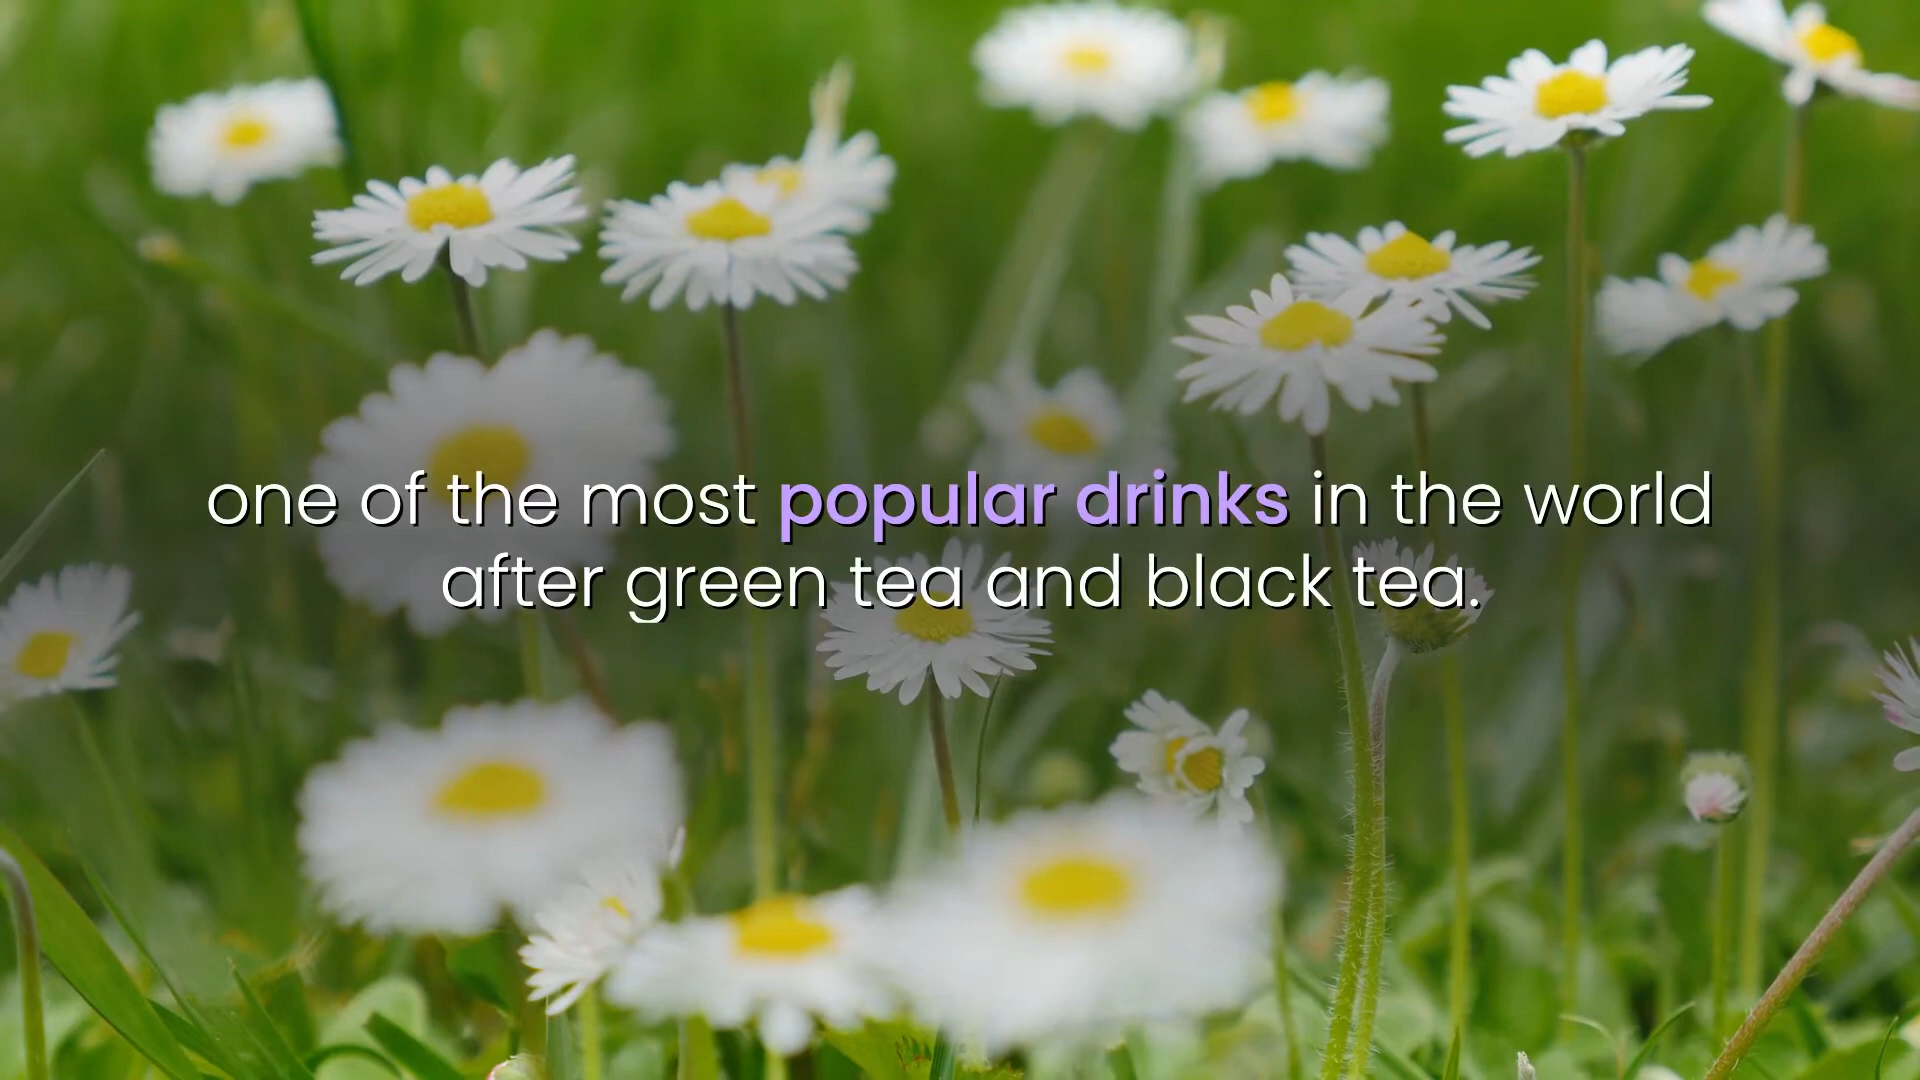 one of the most popular drinks in the world
after green tea and black tea.